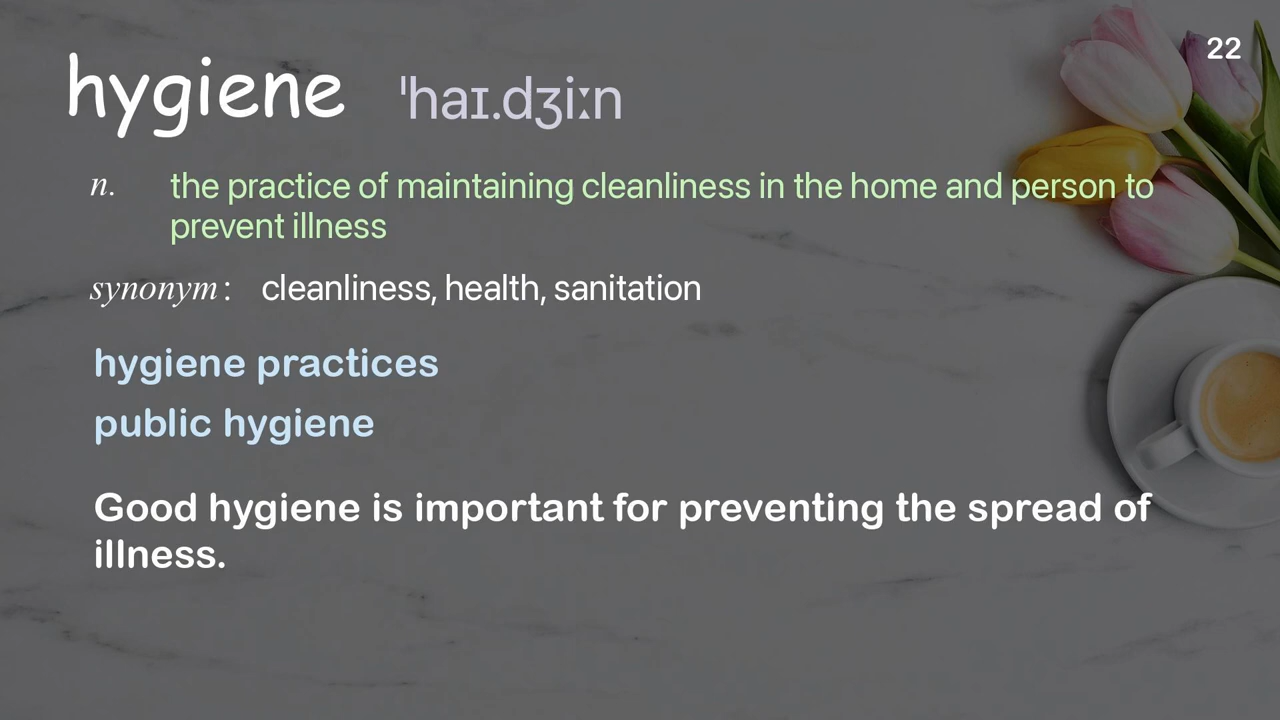 22
hygiene ˈhaɪ.dʒiːn
n. the practice of maintaining cleanliness in the home and person to
prevent illness
synonym: cleanliness, health, sanitation
hygiene practices
public hygiene
Good hygiene is important for preventing the spread of
illness.